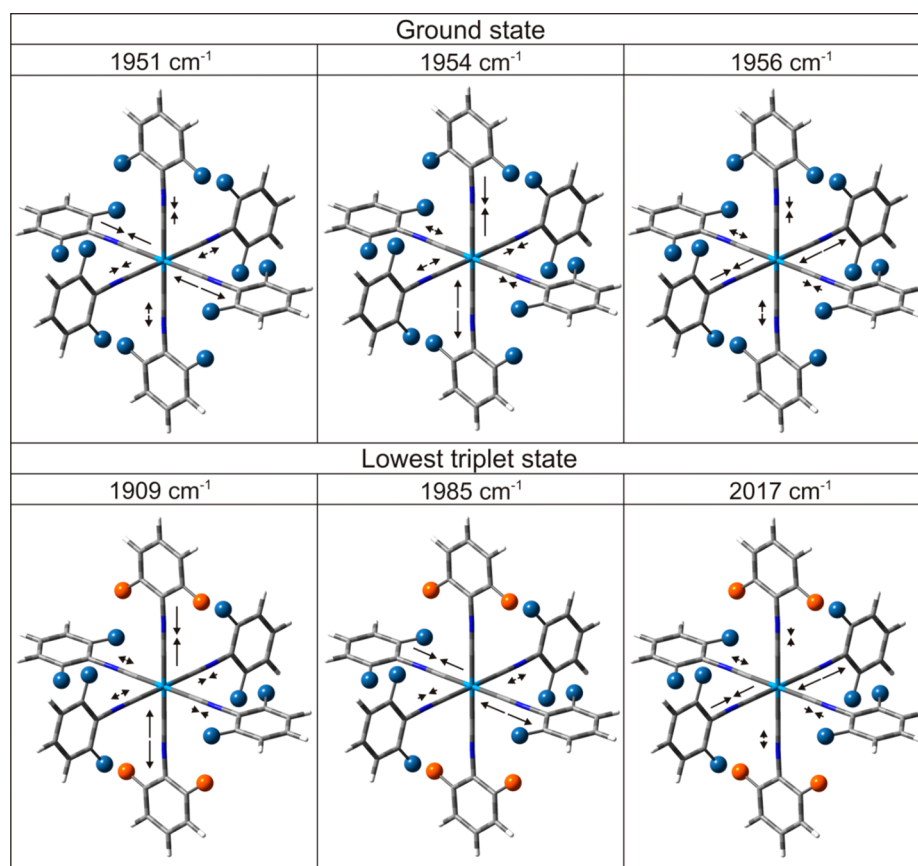 Ground state
1951 cm⁻¹ 1954 cm⁻¹ 1956 cm⁻¹
Lowest triplet state
1909 cm⁻¹ 1985 cm⁻¹ 2017 cm⁻¹